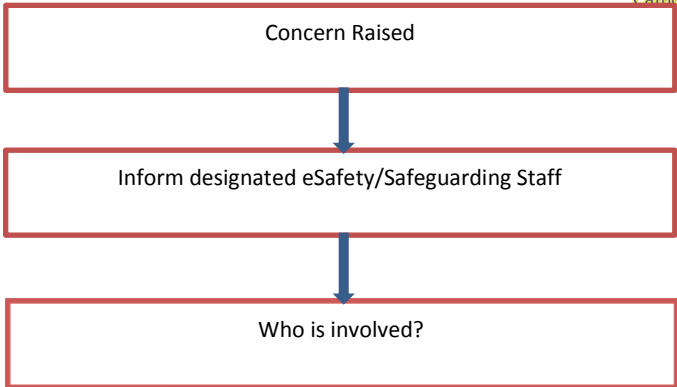 Concern Raised
Inform designated eSafety/Safeguarding Staff
Who is involved?